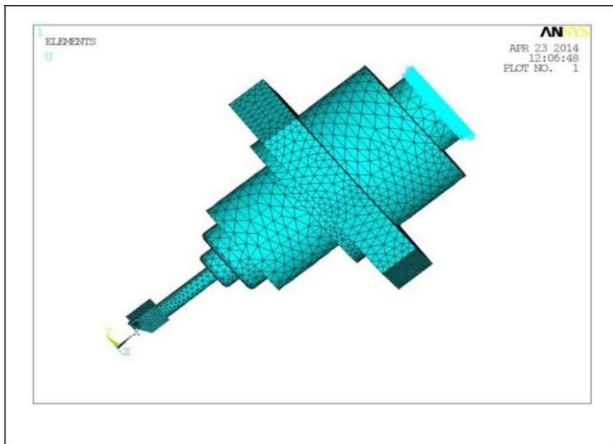 1
ELEMENTS
U
ANSYS
APR 23 2014
12:06:48
PLOT NO. 1
Y
X
Z